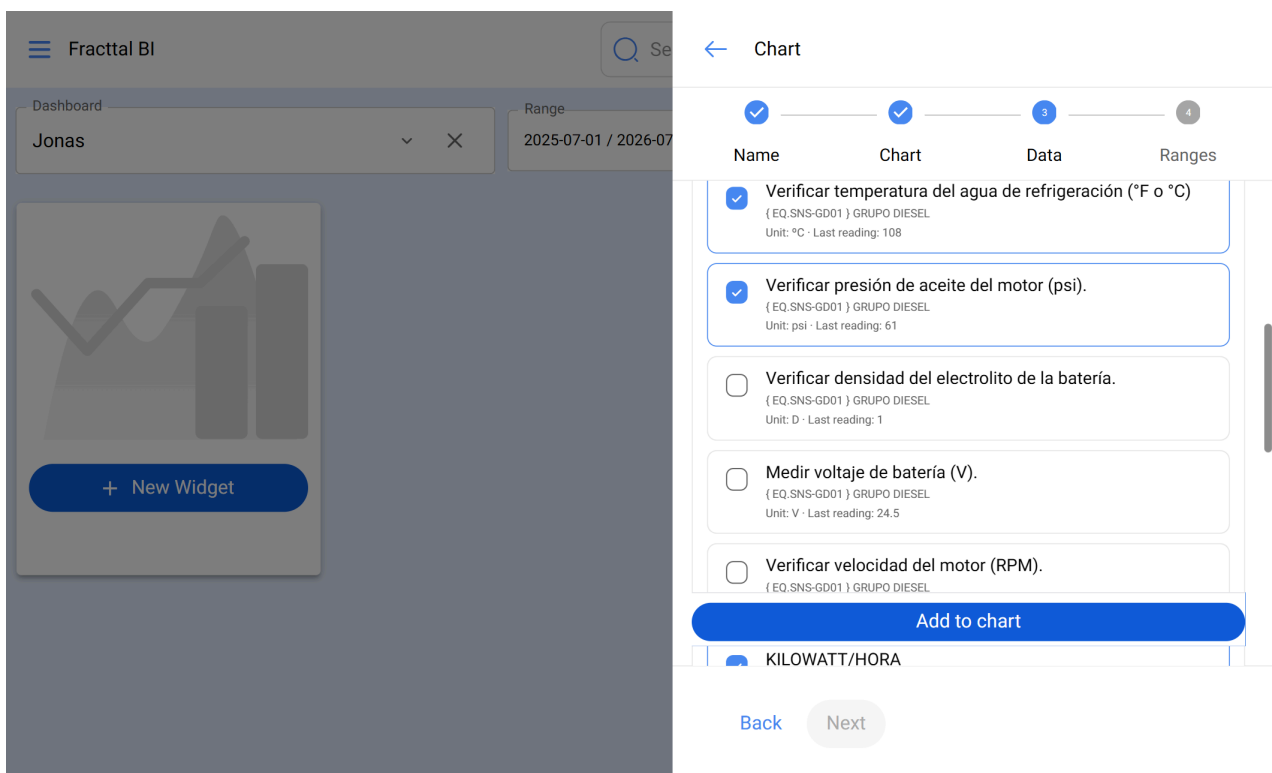 Fracttal BI
Se
Dashboard
Jonas
Range
2025-07-01 / 2026-07
+ New Widget
Chart
3
4
Name
Chart
Data
Ranges
Verificar temperatura del agua de refrigeración (°F o °C)
{ EQ.SNS-GD01 } GRUPO DIESEL
Unit: ºC · Last reading: 108
Verificar presión de aceite del motor (psi).
{ EQ.SNS-GD01 } GRUPO DIESEL
Unit: psi · Last reading: 61
Verificar densidad del electrolito de la batería.
{ EQ.SNS-GD01 } GRUPO DIESEL
Unit: D · Last reading: 1
Medir voltaje de batería (V).
{ EQ.SNS-GD01 } GRUPO DIESEL
Unit: V · Last reading: 24.5
Verificar velocidad del motor (RPM).
{ EQ.SNS-GD01 } GRUPO DIESEL
Add to chart
KILOWATT/HORA
Back
Next